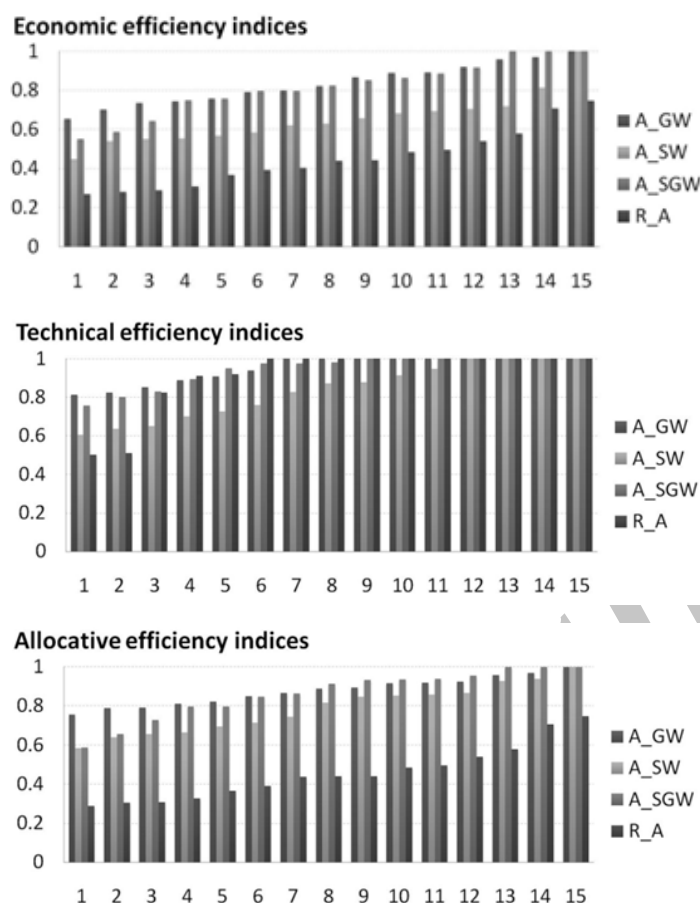 Economic efficiency indices
1
0.8
0.6
0.4
0.2
0
1 2 3 4 5 6 7 8 9 10 11 12 13 14 15
A_GW
A_SW
A_SGW
R_A
Technical efficiency indices
1
0.8
0.6
0.4
0.2
0
1 2 3 4 5 6 7 8 9 10 11 12 13 14 15
A_GW
A_SW
A_SGW
R_A
Allocative efficiency indices
1
0.8
0.6
0.4
0.2
0
1 2 3 4 5 6 7 8 9 10 11 12 13 14 15
A_GW
A_SW
A_SGW
R_A